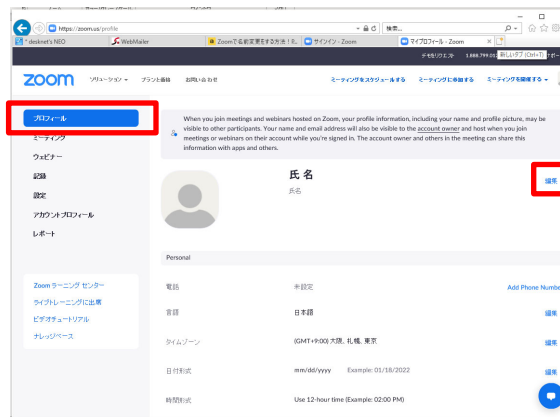 https://zoom.us/profile
検索...
* desknet's NEO
WebMailer
Zoomで名前変更をする方法！P...
サインイン - Zoom
マイプロフィール - Zoom
新しいタブ (Ctrl+T)
デモをリクエスト
1.888.799.01
zoom
ソリューション
プランと価格
お問い合わせ
ミーティングをスケジュールする
ミーティングに参加する
ミーティングを開催する
プロフィール
ミーティング
ウェビナー
記録
設定
アカウントプロフィール
レポート
Zoom ラーニング センター
ライブトレーニングに出席
ビデオチュートリアル
ナレッジベース
When you join meetings and webinars hosted on Zoom, your profile information, including your name and profile picture, may be
visible to other participants. Your name and email address will also be visible to the account owner and host when you join
meetings or webinars on their account while you're signed in. The account owner and others in the meeting can share this
information with apps and others.
氏 名
氏名
編集
Personal
電話
未設定
Add Phone Numbe
言語
日本語
編集
タイムゾーン
(GMT+9:00) 大阪、札幌、東京
編集
日付形式
mm/dd/yyyy
Example: 01/18/2022
編集
時間形式
Use 12-hour time (Example: 02:00 PM)